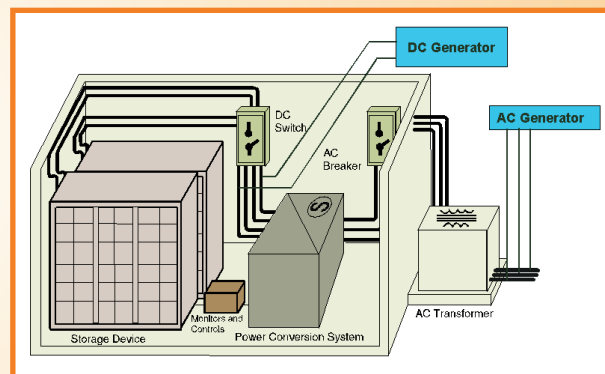 DC Generator
AC Generator
DC
Switch
AC
Breaker
S
Monitors and
Controls
Storage Device
Power Conversion System
AC Transformer